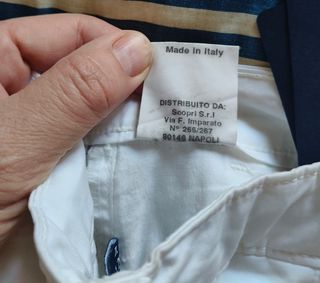 Made in Italy
DISTRIBUITO DA:
Scopri S.r.l
Via F. Imparato
N° 265/267
80146 NAPOLI